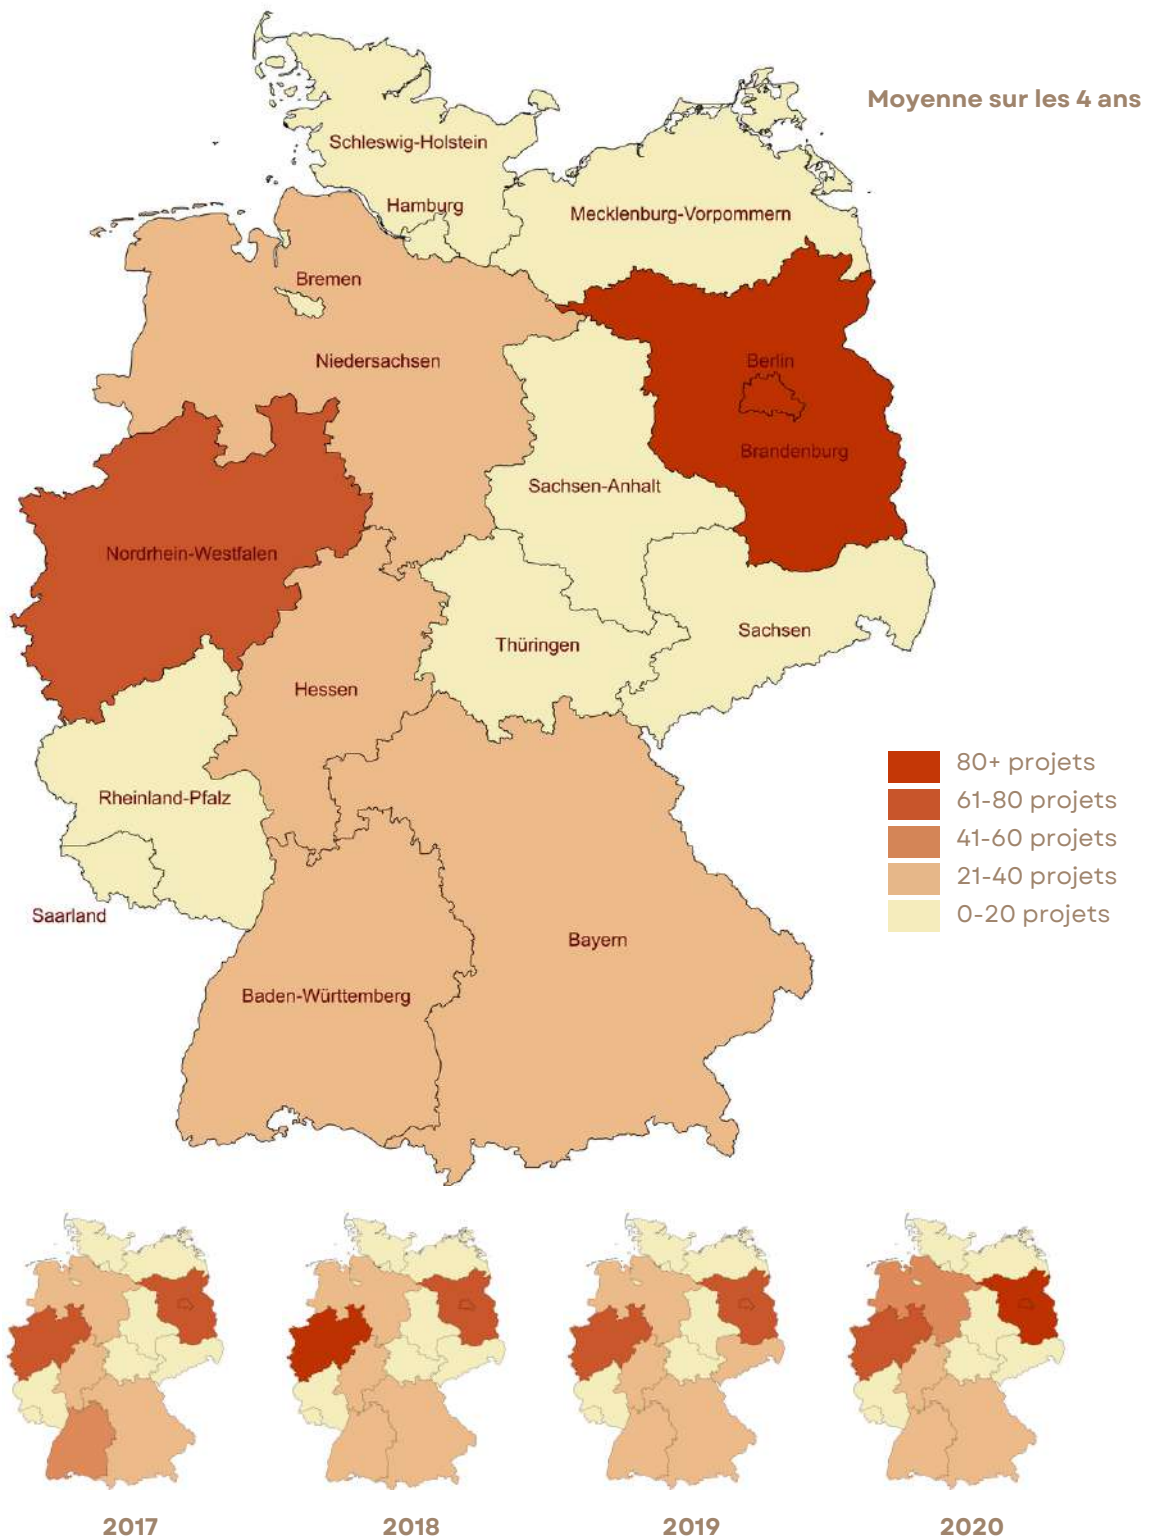 Moyenne sur les 4 ans
Schleswig-Holstein
Hamburg
Mecklenburg-Vorpommern
Bremen
Niedersachsen
Berlin
Brandenburg
Sachsen-Anhalt
Nordrhein-Westfalen
Sachsen
Thüringen
Hessen
80+ projets
61-80 projets
41-60 projets
21-40 projets
0-20 projets
Rheinland-Pfalz
Saarland
Bayern
Baden-Württemberg
2017
2018
2019
2020